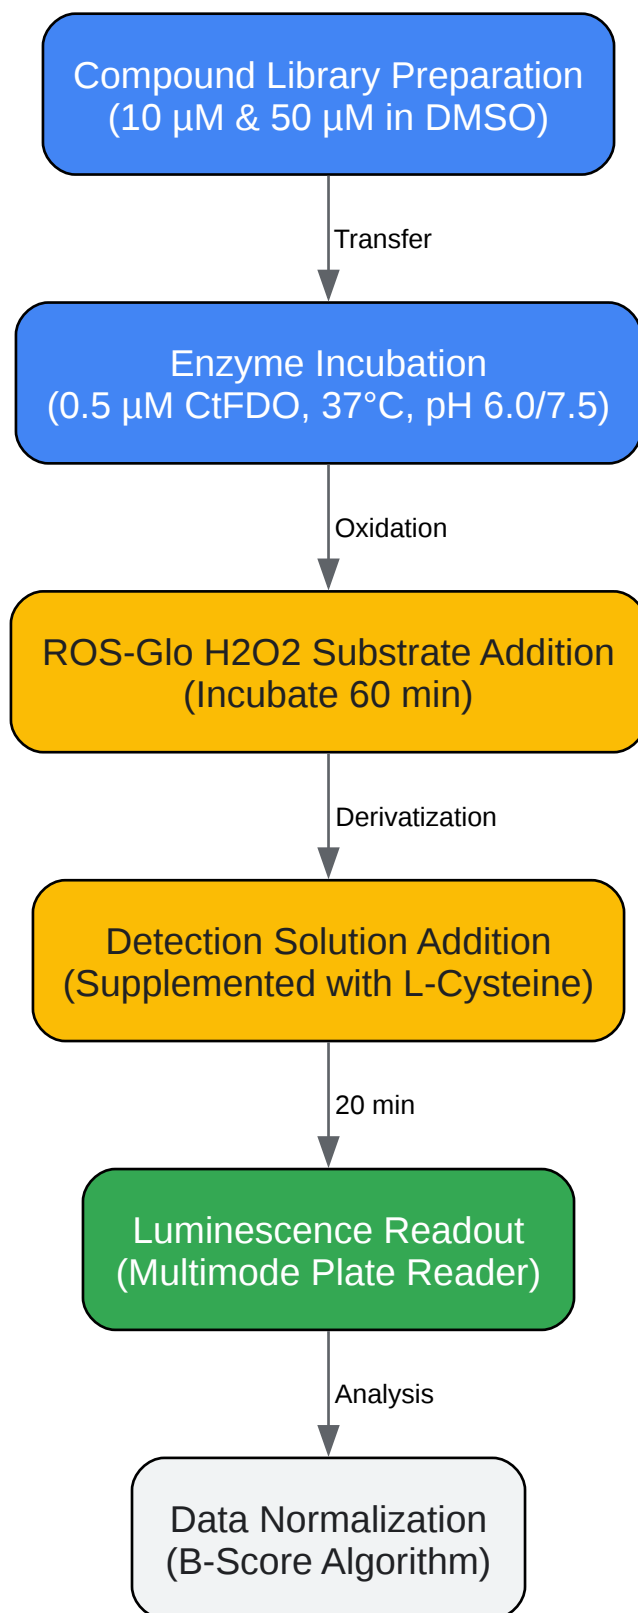 Compound Library Preparation
(10 µM & 50 µM in DMSO)
Transfer
Enzyme Incubation
(0.5 µM CtFDO, 37°C, pH 6.0/7.5)
Oxidation
ROS-Glo H2O2 Substrate Addition
(Incubate 60 min)
Derivatization
Detection Solution Addition
(Supplemented with L-Cysteine)
20 min
Luminescence Readout
(Multimode Plate Reader)
Analysis
Data Normalization
(B-Score Algorithm)